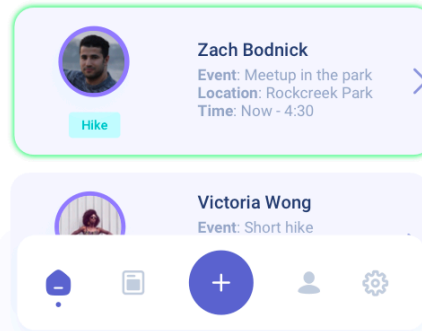 Zach Bodnick
Event: Meetup in the park
Location: Rockcreek Park
Time: Now - 4:30
Hike
Victoria Wong
Event: Short hike